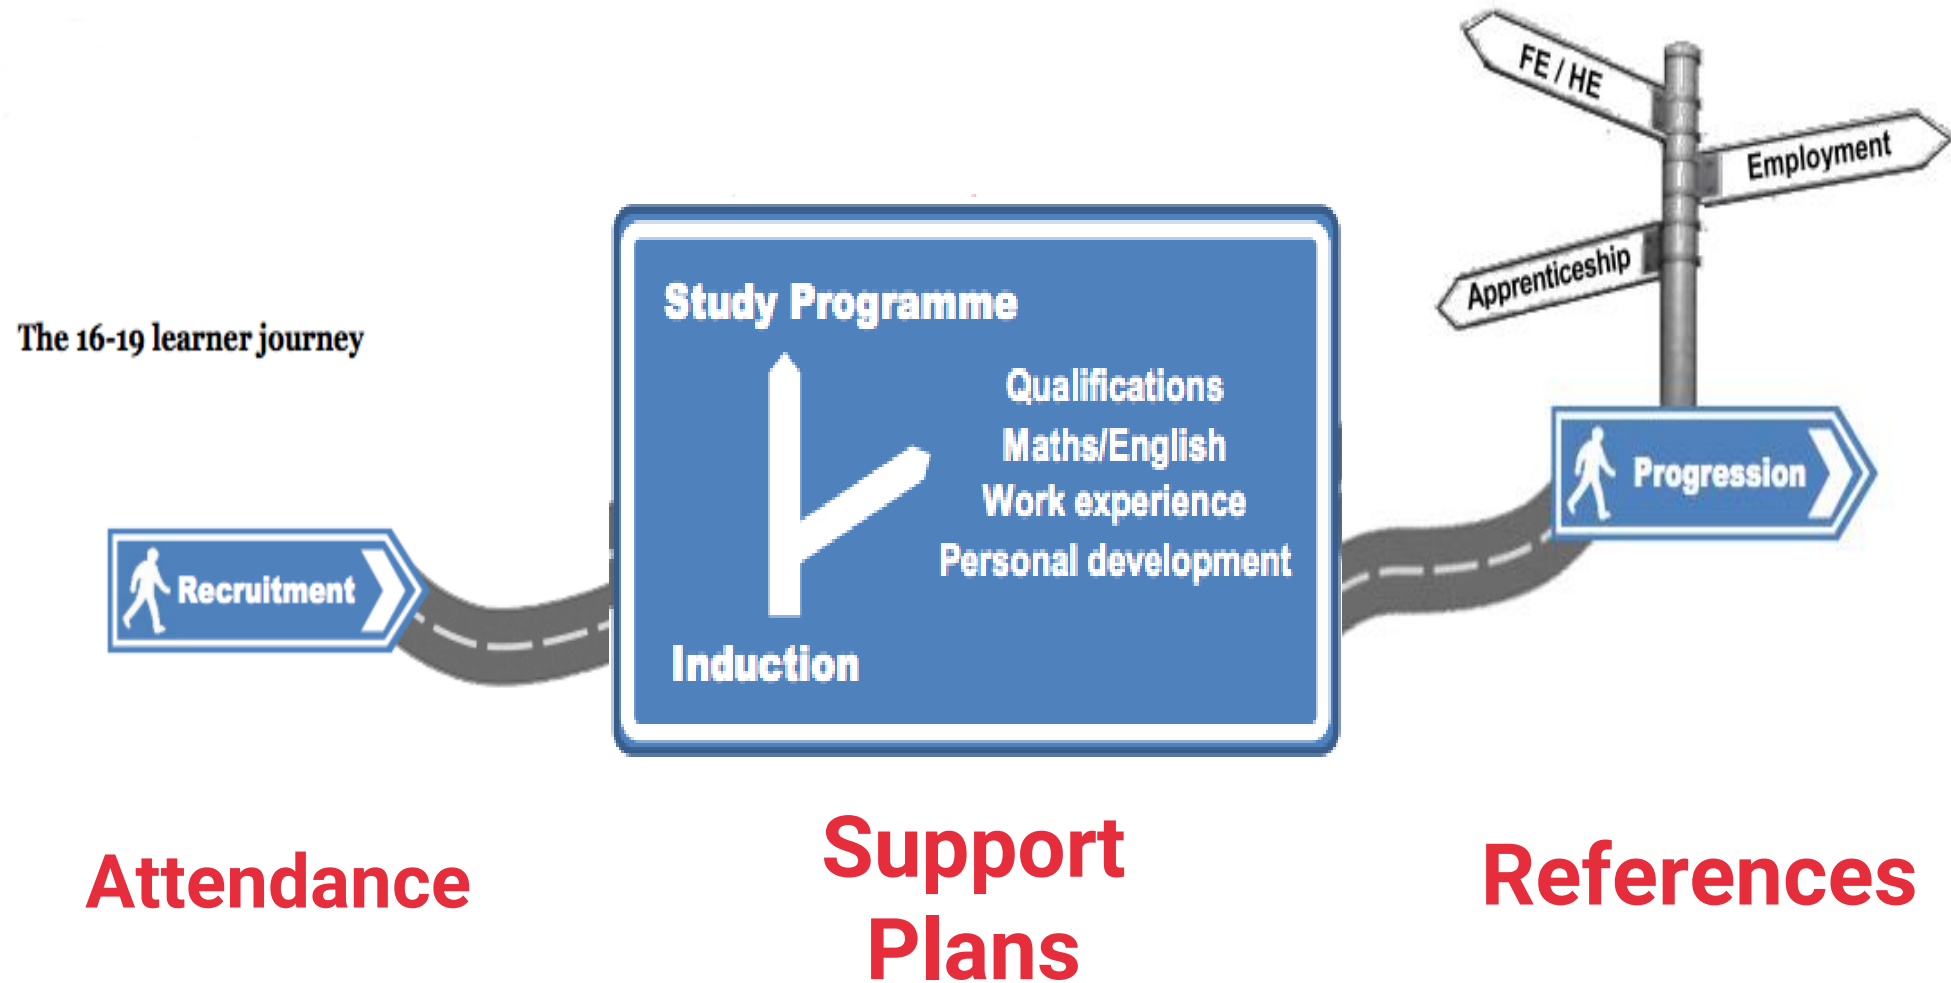 The 16-19 learner journey
Recruitment
Study Programme
Qualifications
Maths/English
Work experience
Personal development
Induction
FE / HE
Employment
Apprenticeship
Progression
Attendance
Support
Plans
References